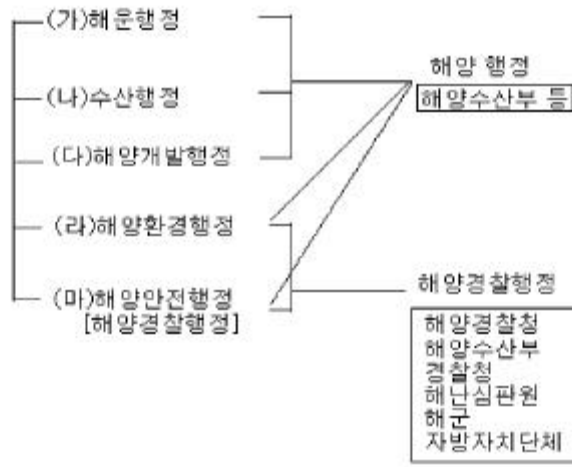 (가)해운행정
(나)수산행정
(다)해양개발행정
(라)해양환경행정
(마)해양안전행정
[해양경찰행정]
해양 행정
해양수산부 등
해양경찰행정
해양경찰청
해양수산부
경찰청
해난심판원
해군
자방자치단체